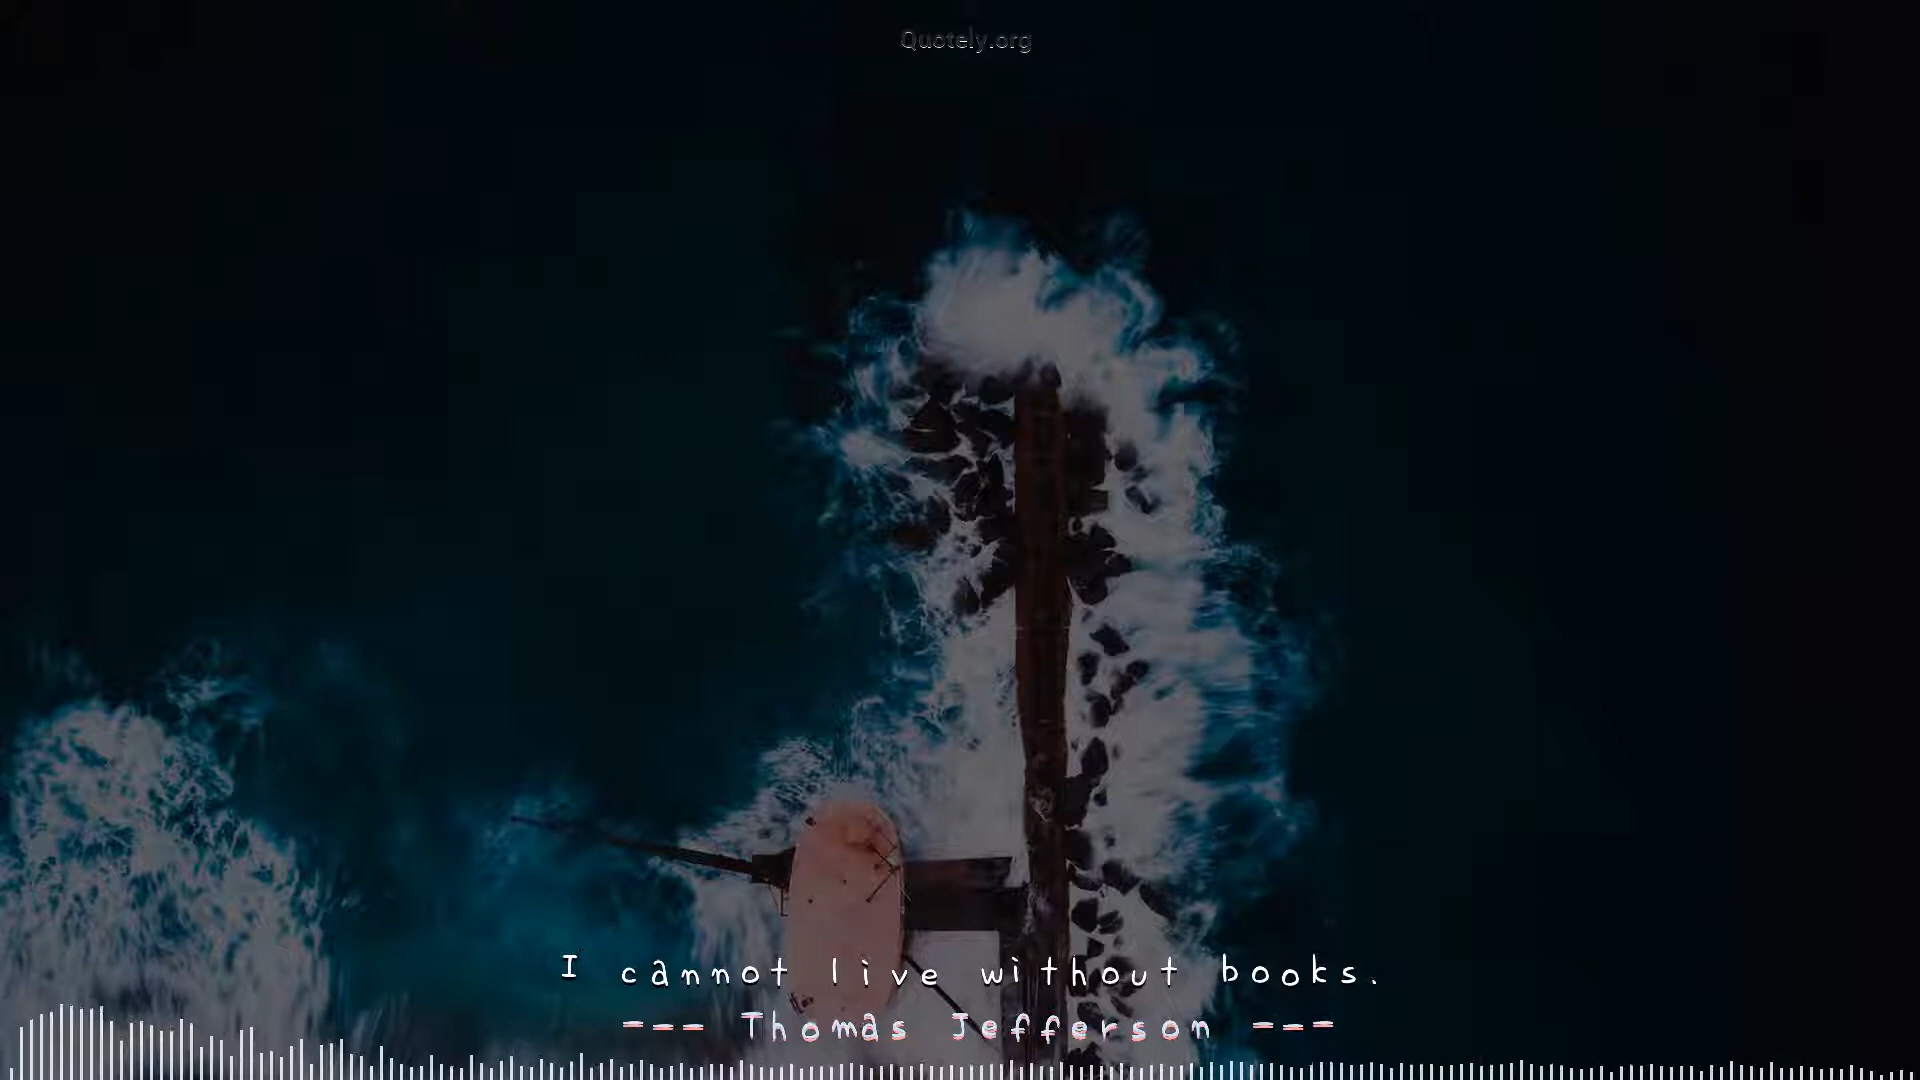 Quotely.org
I cannot live without books.
--- Thomas Jefferson ---